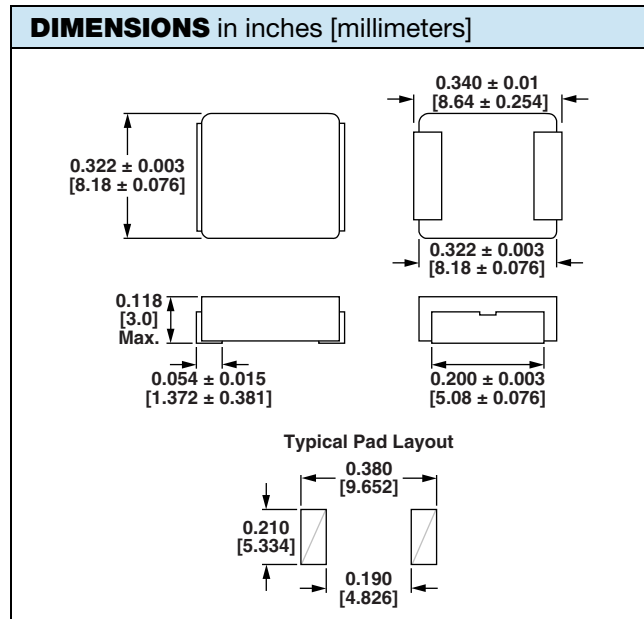 DIMENSIONS in inches [millimeters]
0.340 ± 0.01
[8.64 ± 0.254]
0.322 ± 0.003
[8.18 ± 0.076]
0.322 ± 0.003
[8.18 ± 0.076]
0.118
[3.0]
Max.
0.054 ± 0.015
[1.372 ± 0.381]
0.200 ± 0.003
[5.08 ± 0.076]
Typical Pad Layout
0.380
[9.652]
0.210
[5.334]
0.190
[4.826]